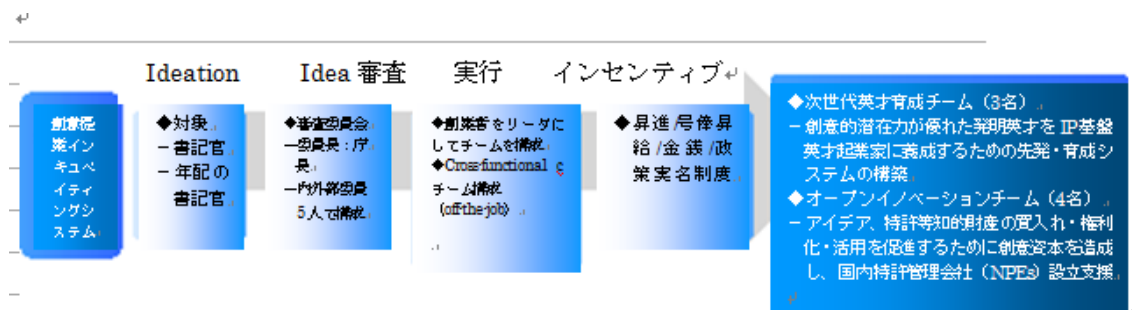 Ideation Idea 審査 実行 インセンティブ
創意提
案イン
キュベ
イティ
ングシ
ステム
◆対象
－書記官
－年配の
書記官
◆審査委員会
－委員長：庁
長
－内外部委員
5人で構成
◆創案者をリーダに
してチームを構成
◆Cross-functional c
チーム構成
(off-the-job)
◆昇進/号俸昇
給/金銭/政
策実名制度
◆次世代英才育成チーム（3名）
－創意的潜在力が優れた発明英才を IP基盤
英才起業家に養成するための先発・育成シ
ステムの構築
◆オープンイノベーションチーム（4名）
－アイデア、特許等知的財産の買入れ・権利
化・活用を促進するために創意資本を造成
し、国内特許管理会社（NPEs）設立支援